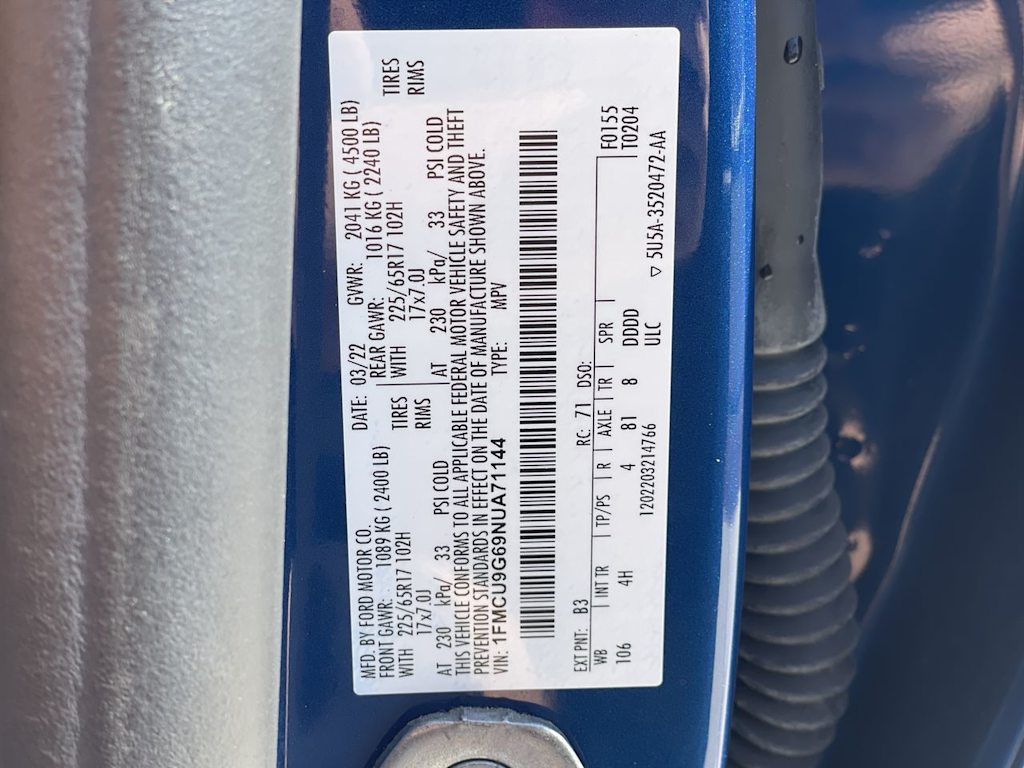 MFD. BY FORD MOTOR CO. DATE: 03/22 GVWR: 2041 KG ( 4500 LB)
FRONT GAWR: 1089 KG ( 2400 LB) REAR GAWR: 1016 KG ( 2240 LB)
WITH 225/65R17 102H TIRES WITH 225/65R17 102H TIRES
17x7.0J RIMS 17x7.0J RIMS
AT 230 kPa/ 33 PSI COLD AT 230 kPa/ 33 PSI COLD
THIS VEHICLE CONFORMS TO ALL APPLICABLE FEDERAL MOTOR VEHICLE SAFETY AND THEFT
PREVENTION STANDARDS IN EFFECT ON THE DATE OF MANUFACTURE SHOWN ABOVE.
VIN: 1FMCU9G69NUA71144 TYPE: MPV
EXT PNT: B3 RC: 71 DSO: F0155
WB INT TR TP/PS R AXLE TR SPR T0204
106 4H 4 81 8 DDDD
1202203214766 ULC 5U5A-3520472-AA